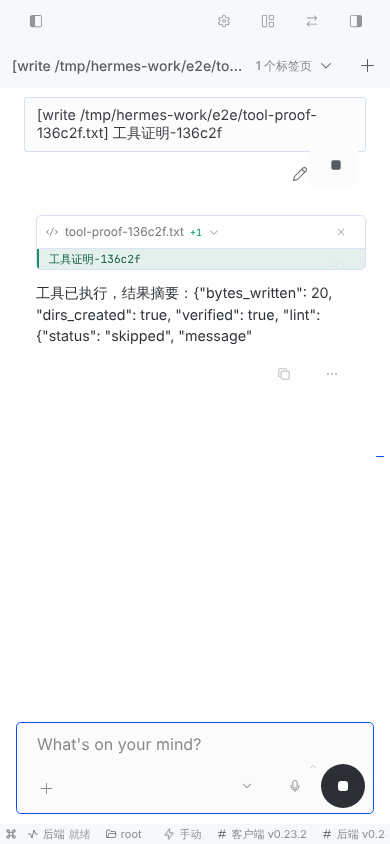 [write /tmp/hermes-work/e2e/to... 1 个标签页
[write /tmp/hermes-work/e2e/tool-proof-
136c2f.txt] 工具证明-136c2f
tool-proof-136c2f.txt +1
工具证明-136c2f
工具已执行，结果摘要：{"bytes_written": 20,
"dirs_created": true, "verified": true, "lint":
{"status": "skipped", "message"
What's on your mind?
后端 就绪 root 手动 # 客户端 v0.23.2 # 后端 v0.2